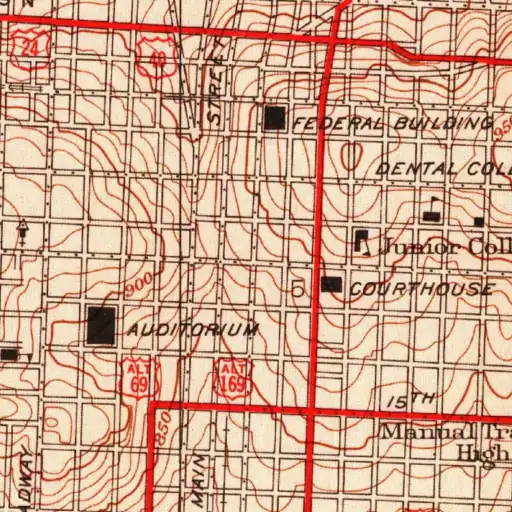 24
40
STREET
FEDERAL BUILDING
950
DENTAL COLL
Junior Coll
900
5
COURTHOUSE
AUDITORIUM
ALT
69
ALT
169
15TH
850
Manual Tra
High
ADWAY
MAIN